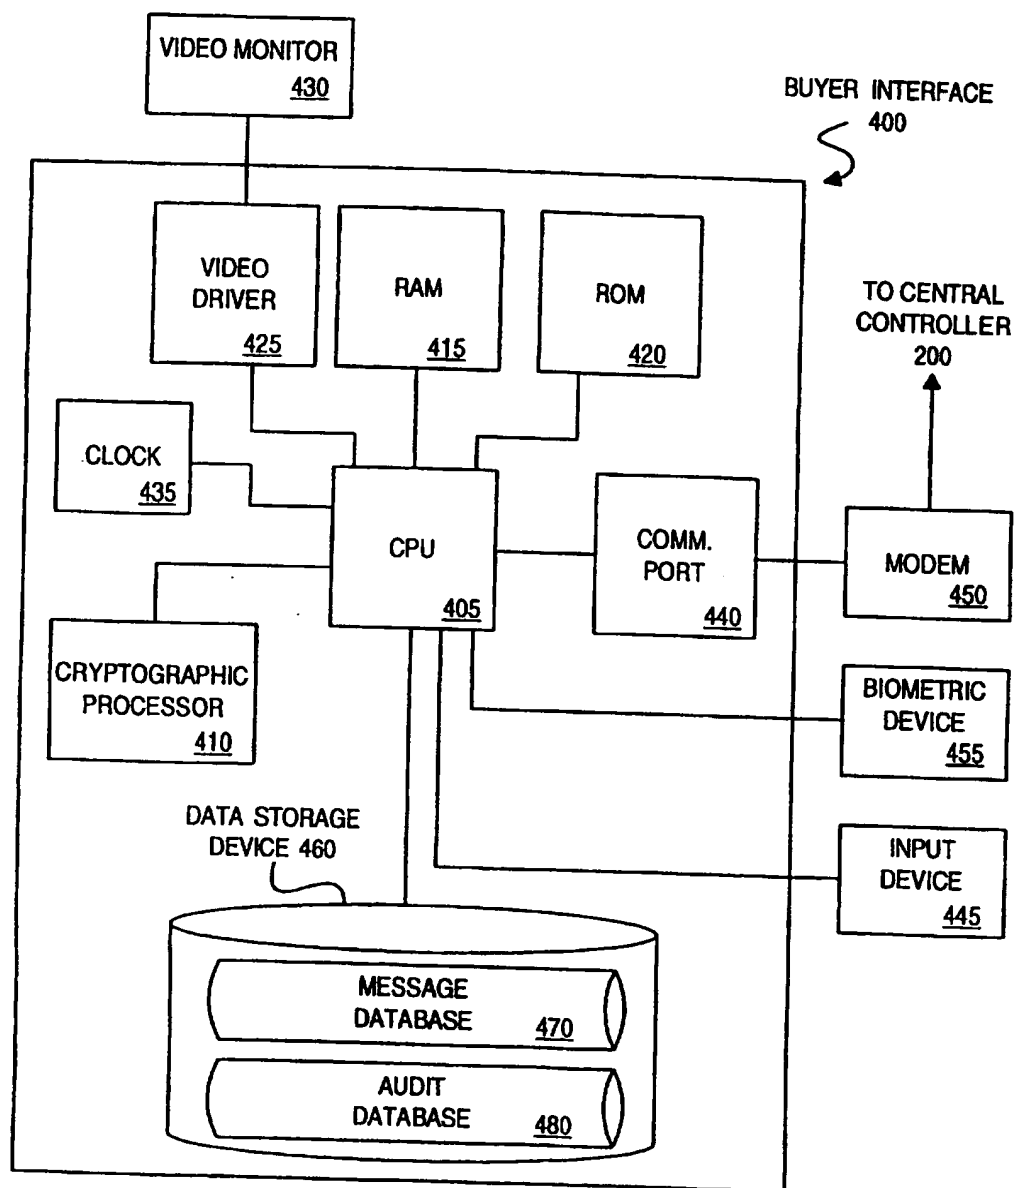 VIDEO MONITOR
430
BUYER INTERFACE
400
VIDEO
DRIVER
425
RAM
415
ROM
420
TO CENTRAL
CONTROLLER
200
CLOCK
435
CPU
405
COMM.
PORT
440
MODEM
450
CRYPTOGRAPHIC
PROCESSOR
410
BIOMETRIC
DEVICE
455
DATA STORAGE
DEVICE 460
INPUT
DEVICE
445
MESSAGE
DATABASE
470
AUDIT
DATABASE
480